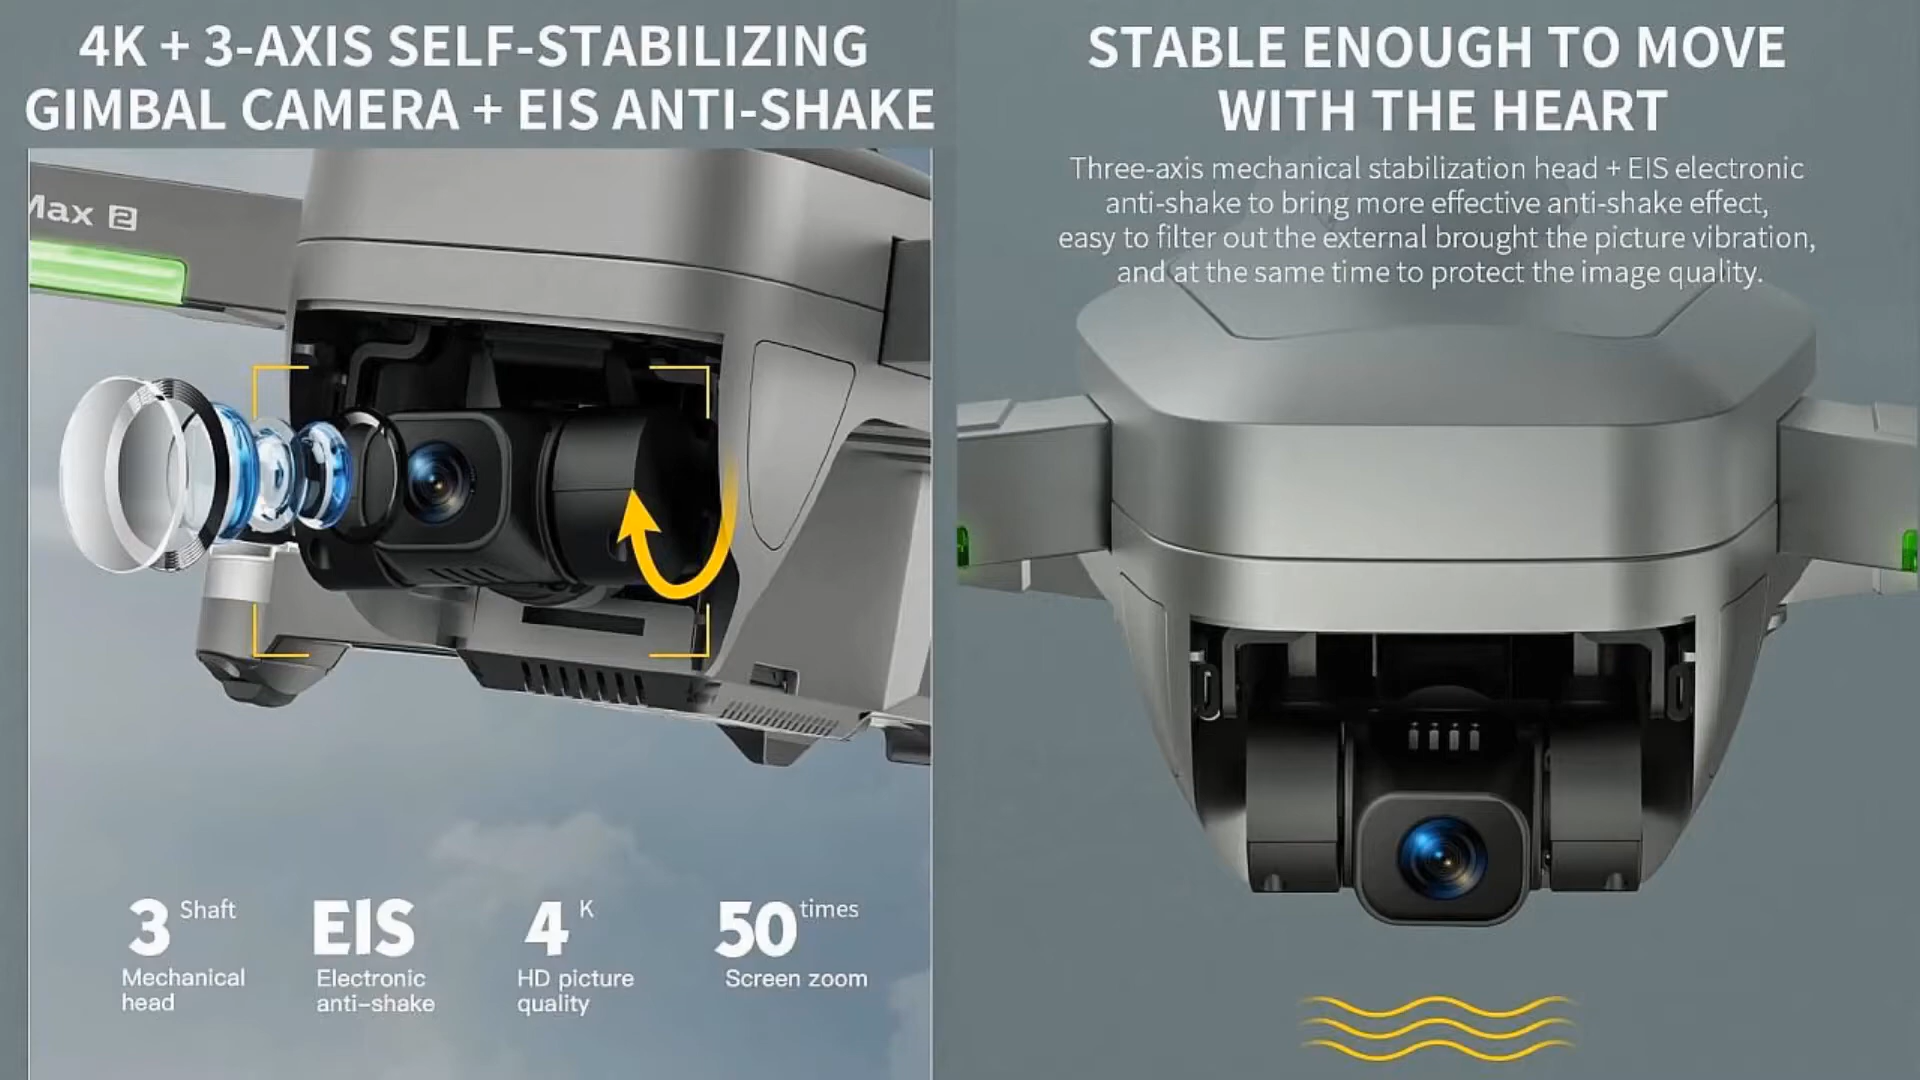 4K + 3-AXIS SELF-STABILIZING
GIMBAL CAMERA + EIS ANTI-SHAKE
Max 2
3 Shaft
Mechanical
head
EIS
Electronic
anti-shake
4 K
HD picture
quality
50 times
Screen zoom
STABLE ENOUGH TO MOVE
WITH THE HEART
Three-axis mechanical stabilization head + EIS electronic
anti-shake to bring more effective anti-shake effect,
easy to filter out the external brought the picture vibration,
and at the same time to protect the image quality.